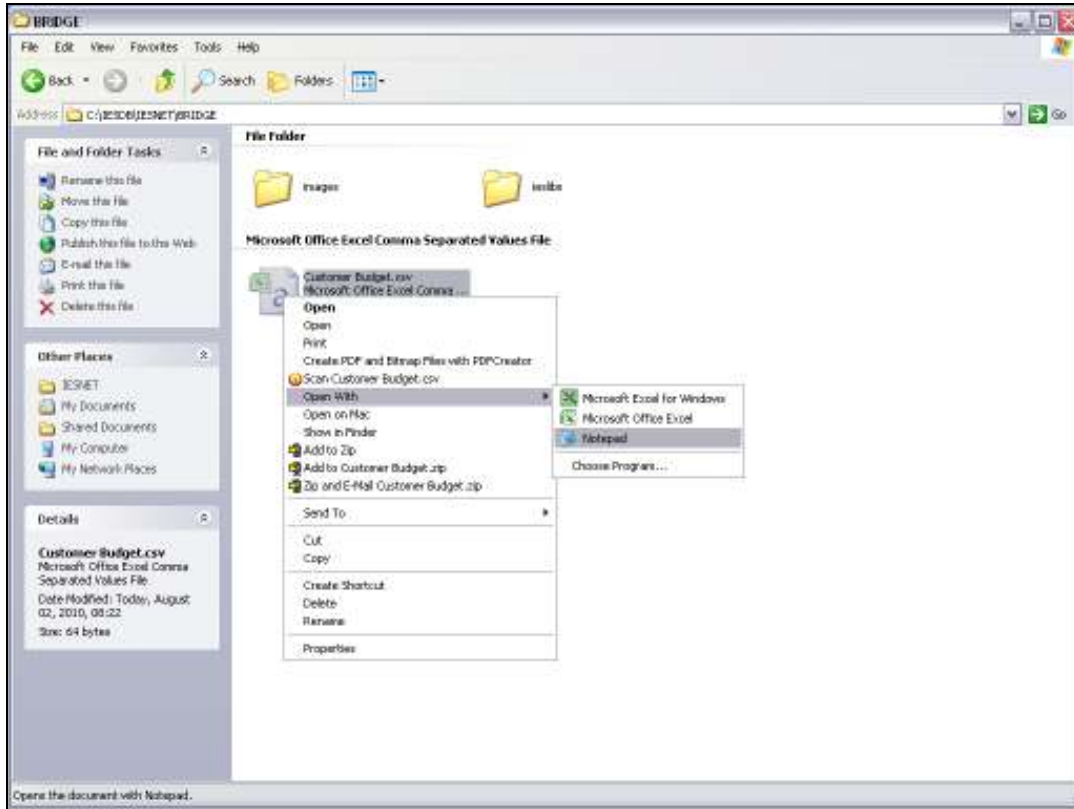 BRIDGE
File Edit View Favorites Tools Help
Back Search Folders
Address C:\IESDB\IESNET\BRIDGE Go
File and Folder Tasks
Rename this file
Move this file
Copy this file
Publish this file to the Web
E-mail this file
Print this file
Delete this file
Other Places
IESNET
My Documents
Shared Documents
My Computer
My Network Places
Details
Customer Budget.csv
Microsoft Office Excel Comma
Separated Values File
Date Modified: Today, August
02, 2010, 08:22
Size: 64 bytes
File Folder
images
Microsoft Office Excel Comma Separated Values File
Customer Budget.csv
Microsoft Office Excel Comma ...
Open
Open
Print
Create PDF and Bitmap Files with PDFCreator
Scan Customer Budget.csv
Open With
Open on Mac
Show in Finder
Add to Zip
Add to Customer Budget.zip
Zip and E-Mail Customer Budget.zip
Send To
Cut
Copy
Create Shortcut
Delete
Rename
Properties
Microsoft Excel for Windows
Microsoft Office Excel
Notepad
Choose Program...
Opens the document with Notepad.